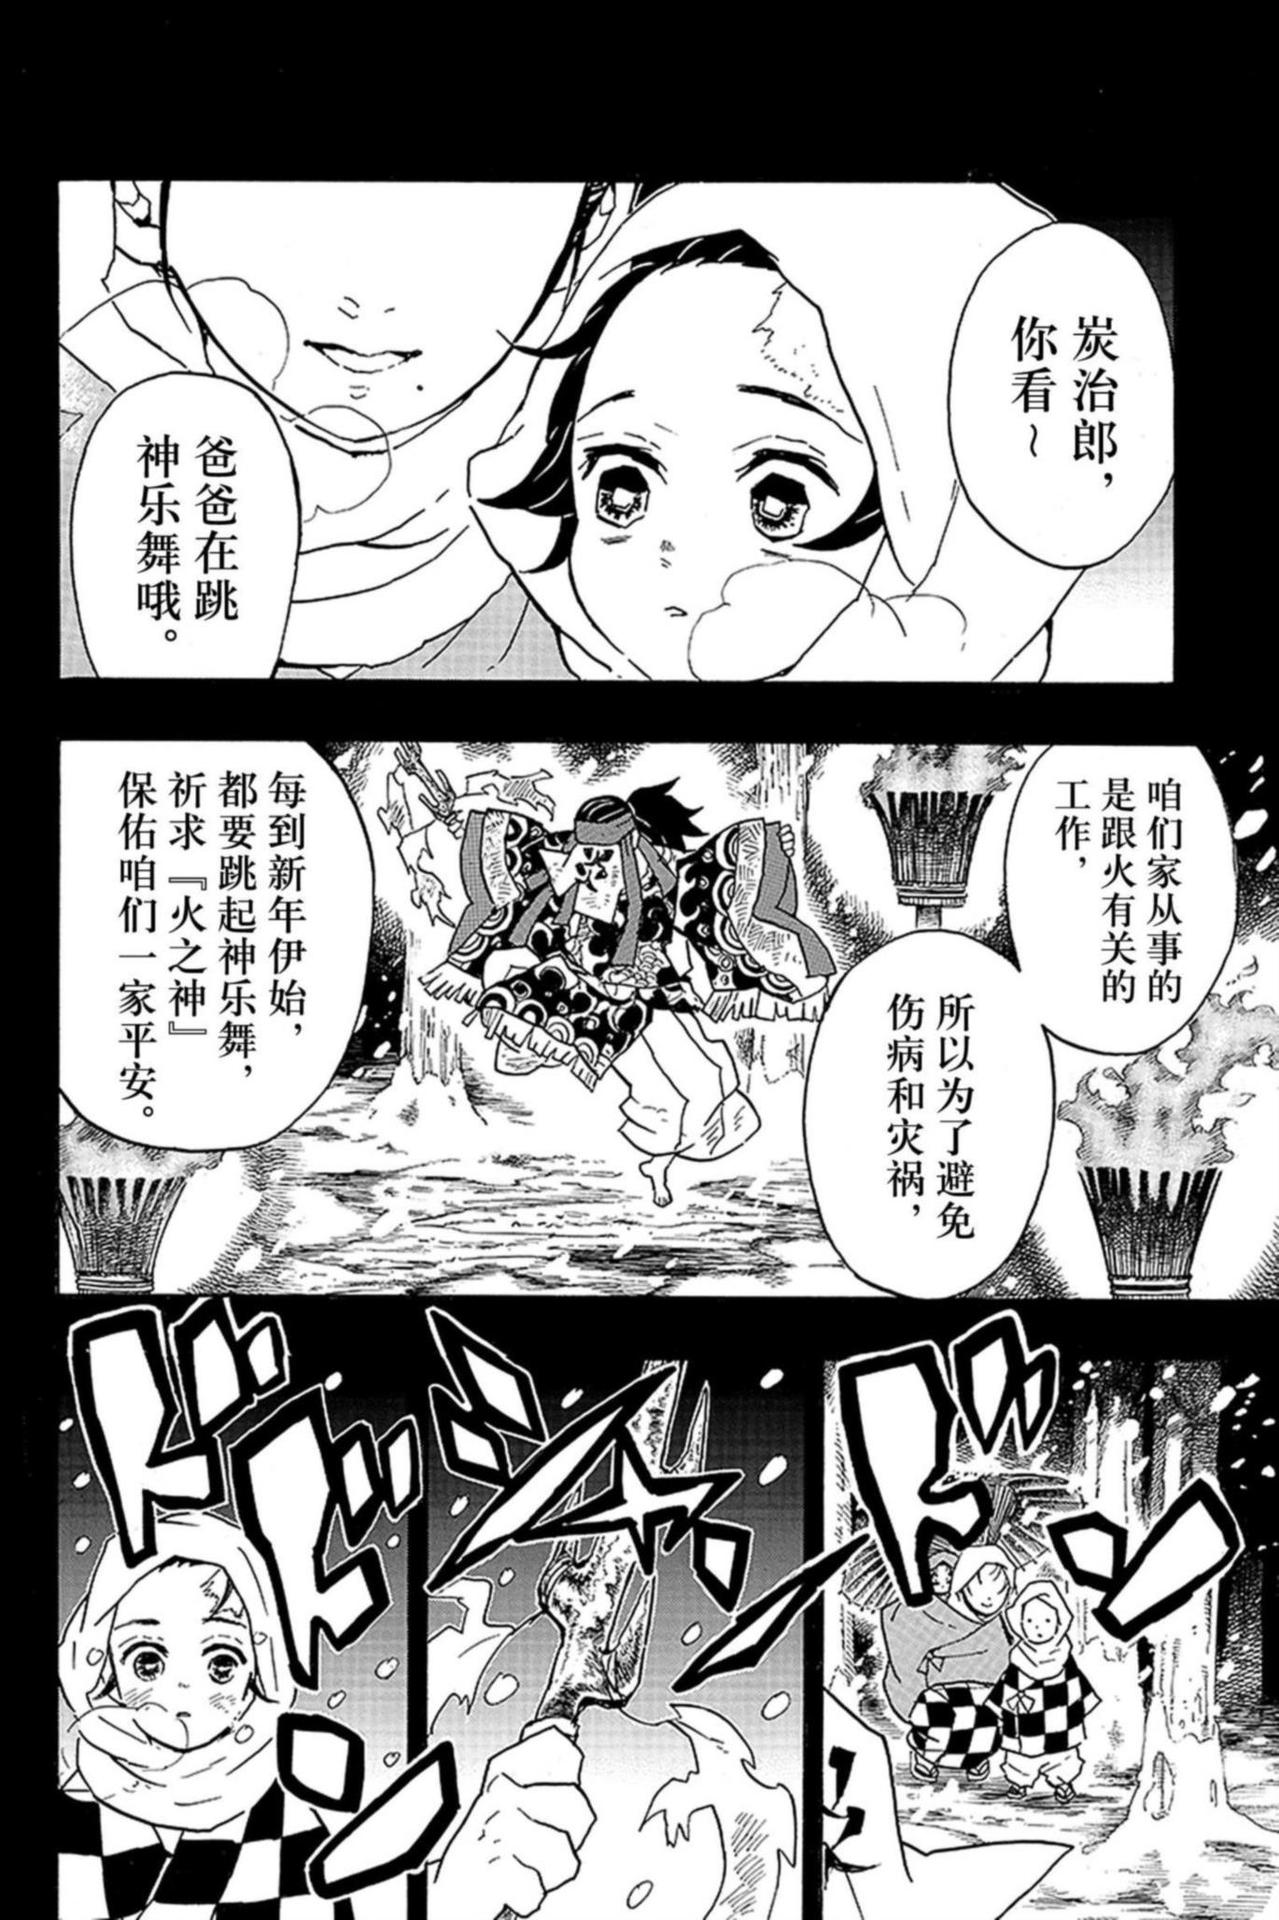 炭治郎，
你看～
爸爸在跳
神乐舞哦。
咱们家从事的
是跟火有关的
工作，
所以为了避免
伤病和灾祸，
每到新年伊始，
都要跳起神乐舞，
祈求『火之神』
保佑咱们一家平安。
ドン
シャン
ドドン